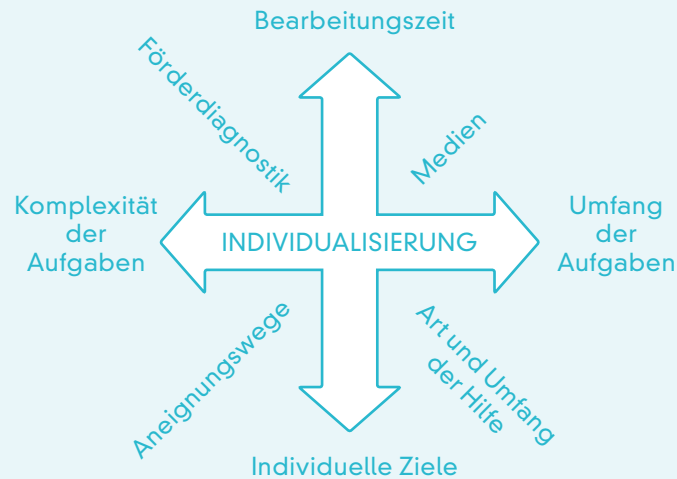 Bearbeitungszeit
Förderdiagnostik
Medien
Komplexität
der
Aufgaben
INDIVIDUALISIERUNG
Umfang
der
Aufgaben
Aneignungswege
Art und Umfang
der Hilfe
Individuelle Ziele